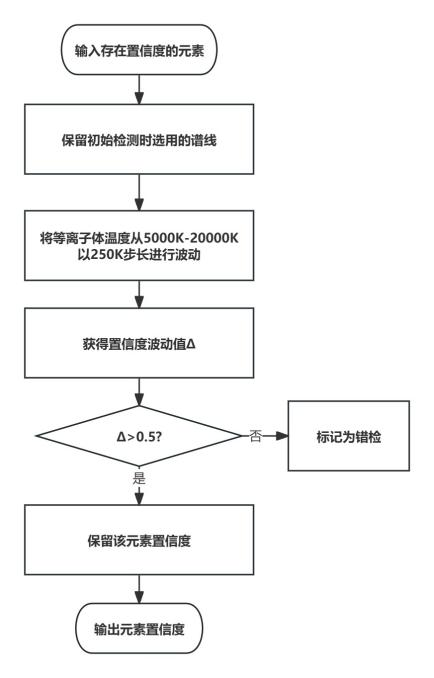 输入存在置信度的元素
保留初始检测时选用的谱线
将等离子体温度从5000K-20000K
以250K步长进行波动
获得置信度波动值Δ
Δ>0.5?
否
标记为错检
是
保留该元素置信度
输出元素置信度